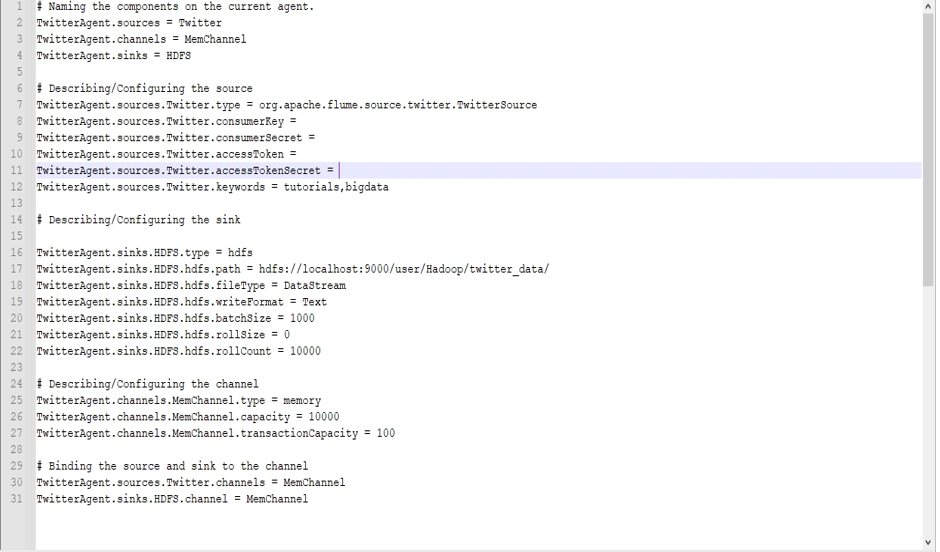 1 # Naming the components on the current agent.
2 TwitterAgent.sources = Twitter
3 TwitterAgent.channels = MemChannel
4 TwitterAgent.sinks = HDFS
5
6 # Describing/Configuring the source
7 TwitterAgent.sources.Twitter.type = org.apache.flume.source.twitter.TwitterSource
8 TwitterAgent.sources.Twitter.consumerKey =
9 TwitterAgent.sources.Twitter.consumerSecret =
10 TwitterAgent.sources.Twitter.accessToken =
11 TwitterAgent.sources.Twitter.accessTokenSecret =
12 TwitterAgent.sources.Twitter.keywords = tutorials,bigdata
13
14 # Describing/Configuring the sink
15
16 TwitterAgent.sinks.HDFS.type = hdfs
17 TwitterAgent.sinks.HDFS.hdfs.path = hdfs://localhost:9000/user/Hadoop/twitter_data/
18 TwitterAgent.sinks.HDFS.hdfs.fileType = DataStream
19 TwitterAgent.sinks.HDFS.hdfs.writeFormat = Text
20 TwitterAgent.sinks.HDFS.hdfs.batchSize = 1000
21 TwitterAgent.sinks.HDFS.hdfs.rollSize = 0
22 TwitterAgent.sinks.HDFS.hdfs.rollCount = 10000
23
24 # Describing/Configuring the channel
25 TwitterAgent.channels.MemChannel.type = memory
26 TwitterAgent.channels.MemChannel.capacity = 10000
27 TwitterAgent.channels.MemChannel.transactionCapacity = 100
28
29 # Binding the source and sink to the channel
30 TwitterAgent.sources.Twitter.channels = MemChannel
31 TwitterAgent.sinks.HDFS.channel = MemChannel